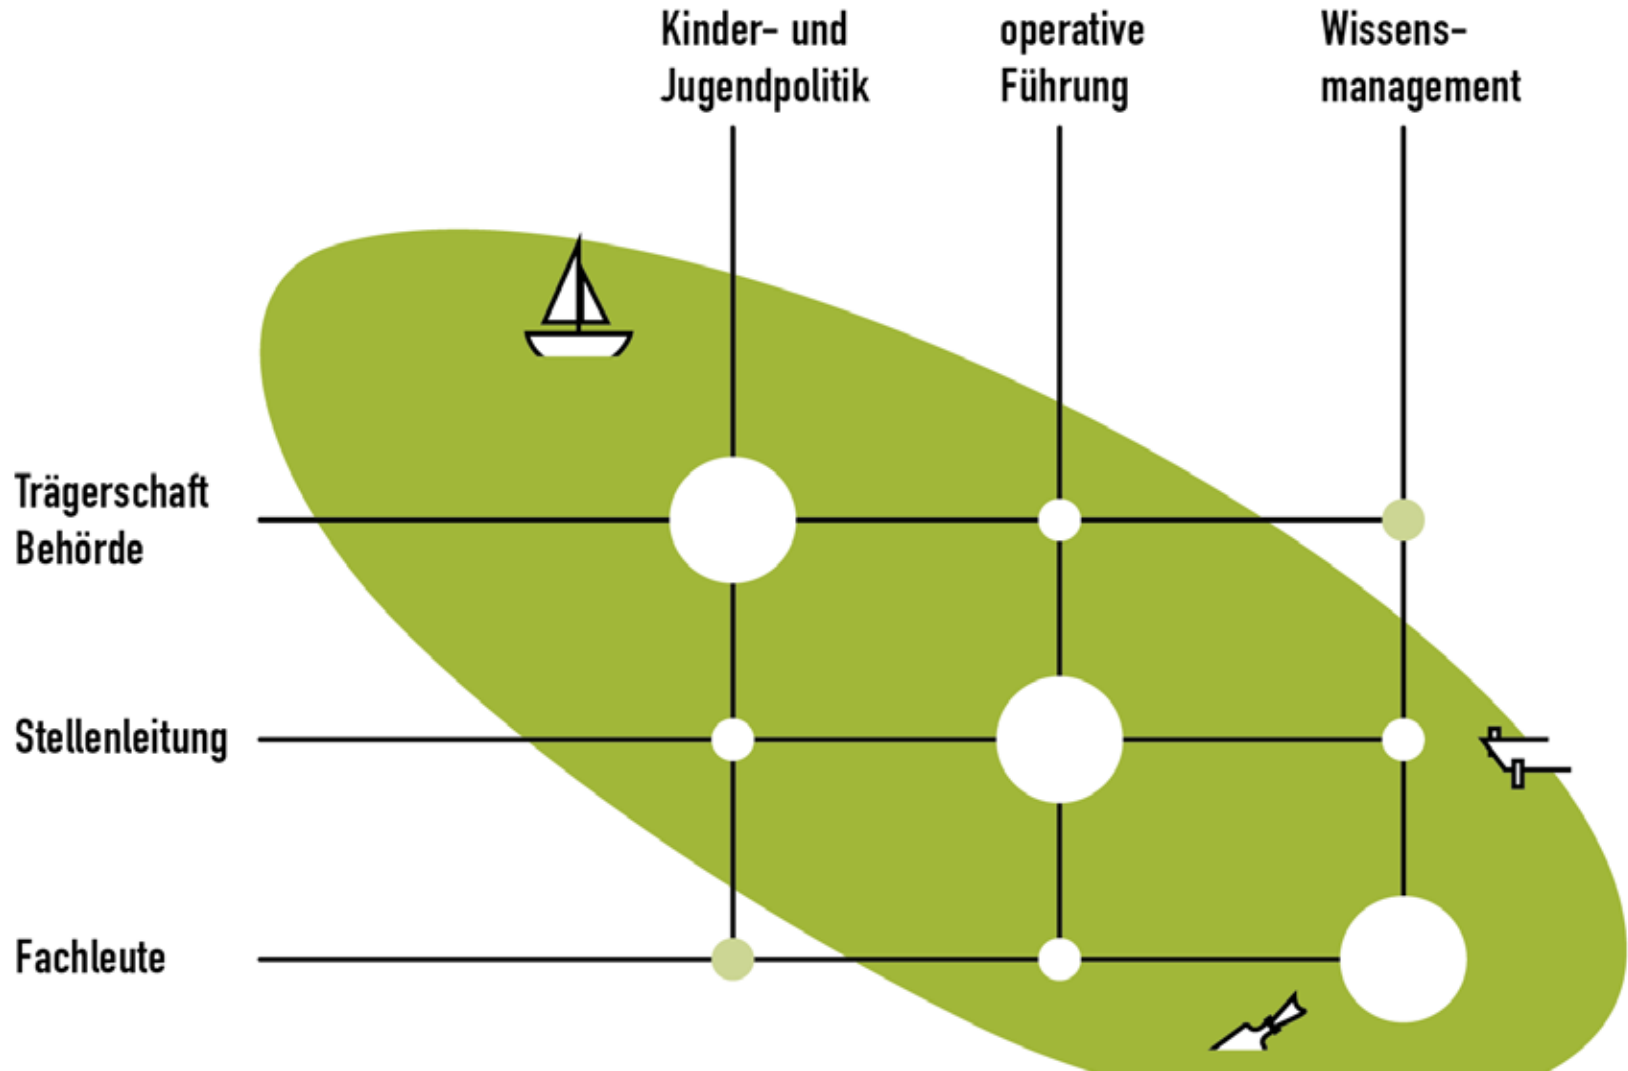 Kinder- und
Jugendpolitik
operative
Führung
Wissens-
management
Trägerschaft
Behörde
Stellenleitung
Fachleute